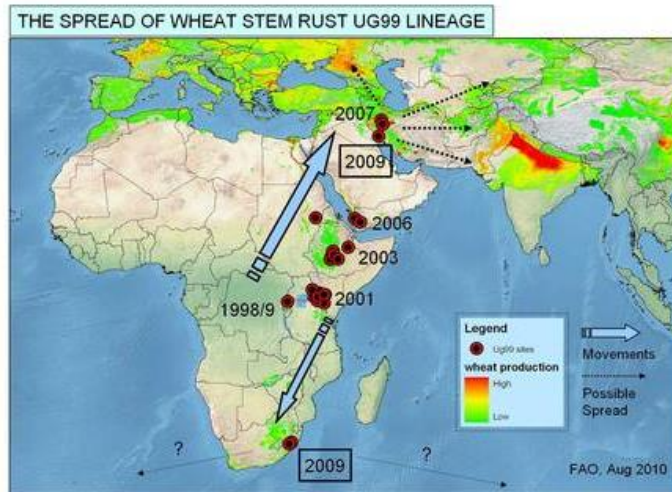 THE SPREAD OF WHEAT STEM RUST UG99 LINEAGE
2007
2009
2006
2003
1998/9
2001
Legend
Ug99 sites
wheat production
High
Low
Movements
Possible
Spread
?
?
2009
FAO, Aug 2010